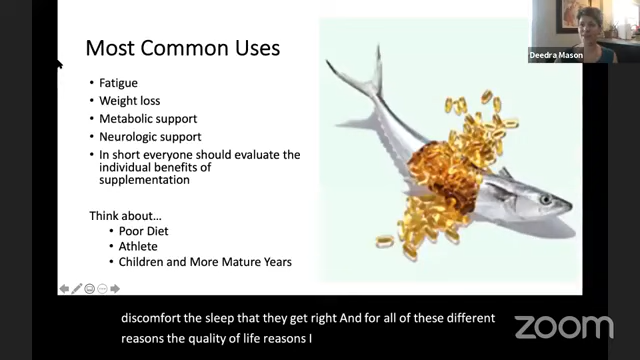 Most Common Uses
• Fatigue
• Weight loss
• Metabolic support
• Neurologic support
• In short everyone should evaluate the
individual benefits of
supplementation
Think about…
• Poor Diet
• Athlete
• Children and More Mature Years
Deedra Mason
discomfort the sleep that they get right And for all of these different
reasons the quality of life reasons I
zoom